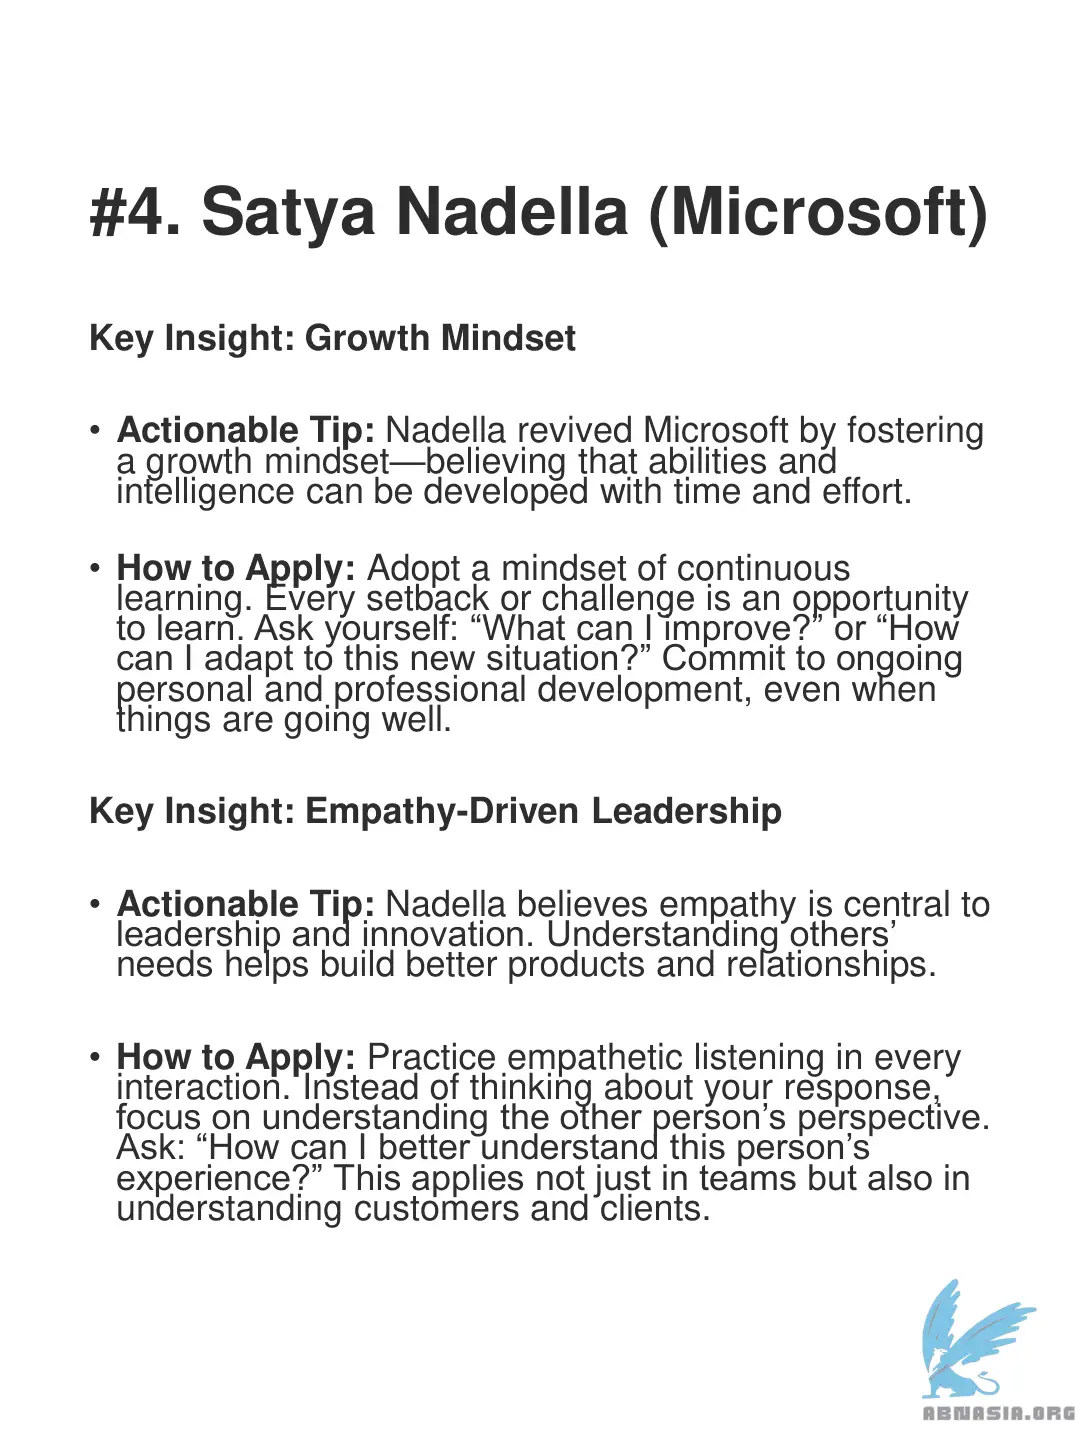 #4. Satya Nadella (Microsoft)
Key Insight: Growth Mindset
• Actionable Tip: Nadella revived Microsoft by fostering
a growth mindset—believing that abilities and
intelligence can be developed with time and effort.
• How to Apply: Adopt a mindset of continuous
learning. Every setback or challenge is an opportunity
to learn. Ask yourself: “What can I improve?” or “How
can I adapt to this new situation?” Commit to ongoing
personal and professional development, even when
things are going well.
Key Insight: Empathy-Driven Leadership
• Actionable Tip: Nadella believes empathy is central to
leadership and innovation. Understanding others’
needs helps build better products and relationships.
• How to Apply: Practice empathetic listening in every
interaction. Instead of thinking about your response,
focus on understanding the other person’s perspective.
Ask: “How can I better understand this person’s
experience?” This applies not just in teams but also in
understanding customers and clients.
ABNASIA.ORG